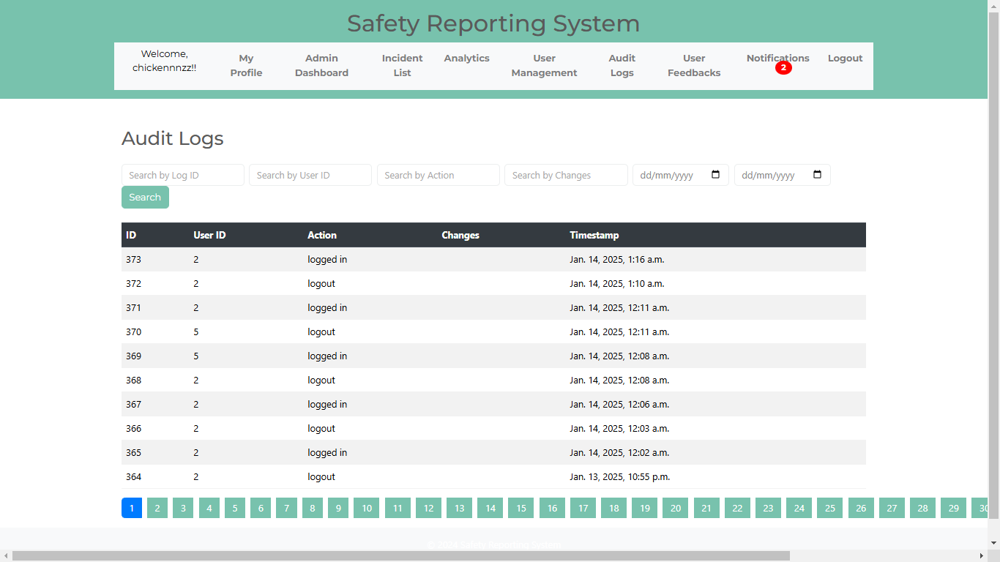 Safety Reporting System
Welcome, chickennnzz!!
My Profile
Admin Dashboard
Incident List
Analytics
User Management
Audit Logs
User Feedbacks
Notifications 2
Logout
Audit Logs
Search by Log ID Search by User ID Search by Action Search by Changes dd/mm/yyyy dd/mm/yyyy
Search
ID User ID Action Changes Timestamp
373 2 logged in Jan. 14, 2025, 1:16 a.m.
372 2 logout Jan. 14, 2025, 1:10 a.m.
371 2 logged in Jan. 14, 2025, 12:11 a.m.
370 5 logout Jan. 14, 2025, 12:11 a.m.
369 5 logged in Jan. 14, 2025, 12:08 a.m.
368 2 logout Jan. 14, 2025, 12:08 a.m.
367 2 logged in Jan. 14, 2025, 12:06 a.m.
366 2 logout Jan. 14, 2025, 12:03 a.m.
365 2 logged in Jan. 14, 2025, 12:02 a.m.
364 2 logout Jan. 13, 2025, 10:55 p.m.
1 2 3 4 5 6 7 8 9 10 11 12 13 14 15 16 17 18 19 20 21 22 23 24 25 26 27 28 29 30
© 2024 Safety Reporting System